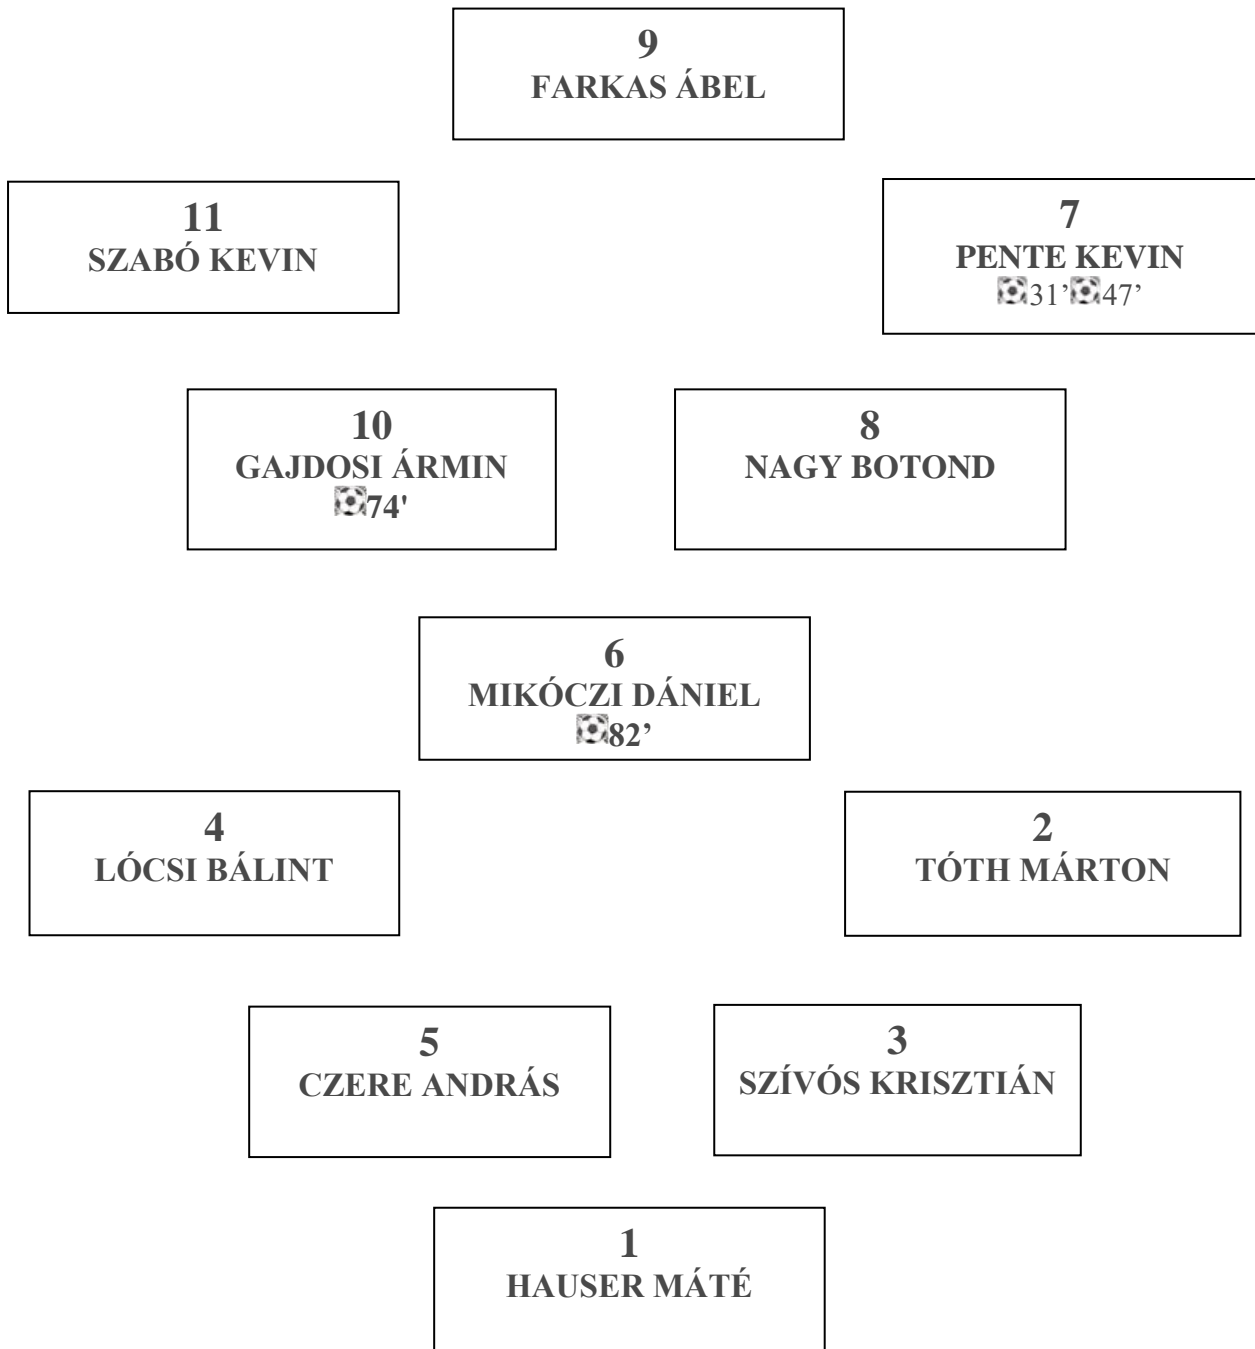 9
FARKAS ÁBEL
11
SZABÓ KEVIN
7
PENTE KEVIN
31’47’
10
GAJDOSI ÁRMIN
74'
8
NAGY BOTOND
6
MIKÓCZI DÁNIEL
82’
4
LÓCSI BÁLINT
2
TÓTH MÁRTON
5
CZERE ANDRÁS
3
SZÍVÓS KRISZTIÁN
1
HAUSER MÁTÉ